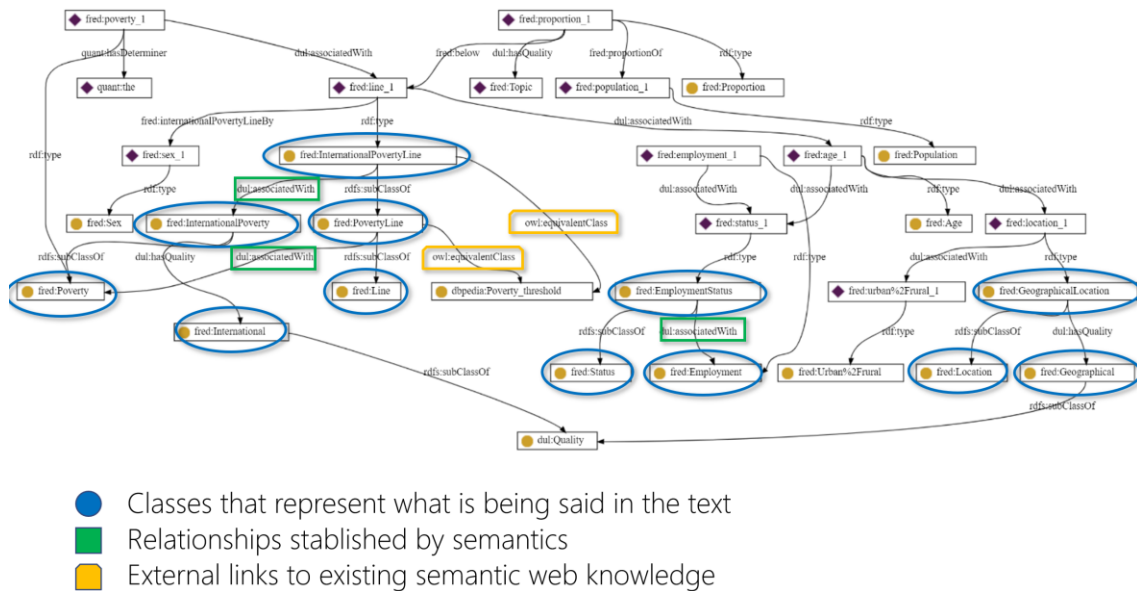 fred:poverty_1
fred:proportion_1
quant:hasDeterminer
dul:associatedWith
fred:below
dul:hasQuality
fred:proportionOf
rdf:type
quant:the
fred:line_1
fred:Topic
fred:population_1
fred:Proportion
fred:internationalPovertyLineBy
rdf:type
dul:associatedWith
rdf:type
rdf:type
fred:sex_1
fred:InternationalPovertyLine
fred:employment_1
fred:age_1
fred:Population
rdf:type
dul:associatedWith
rdfs:subClassOf
dul:associatedWith
dul:associatedWith
rdf:type
dul:associatedWith
fred:Sex
fred:InternationalPoverty
fred:PovertyLine
owl:equivalentClass
fred:status_1
fred:Age
fred:location_1
rdfs:subClassOf
dul:hasQuality
dul:associatedWith
rdfs:subClassOf
owl:equivalentClass
rdf:type
rdf:type
dul:associatedWith
rdf:type
fred:Poverty
fred:Line
dbpedia:Poverty_threshold
fred:EmploymentStatus
fred:urban%2Frural_1
fred:GeographicalLocation
fred:International
rdfs:subClassOf
dul:associatedWith
rdf:type
rdfs:subClassOf
dul:hasQuality
rdfs:subClassOf
fred:Status
fred:Employment
fred:Urban%2Frural
fred:Location
fred:Geographical
rdfs:subClassOf
dul:Quality
Classes that represent what is being said in the text
Relationships stablished by semantics
External links to existing semantic web knowledge